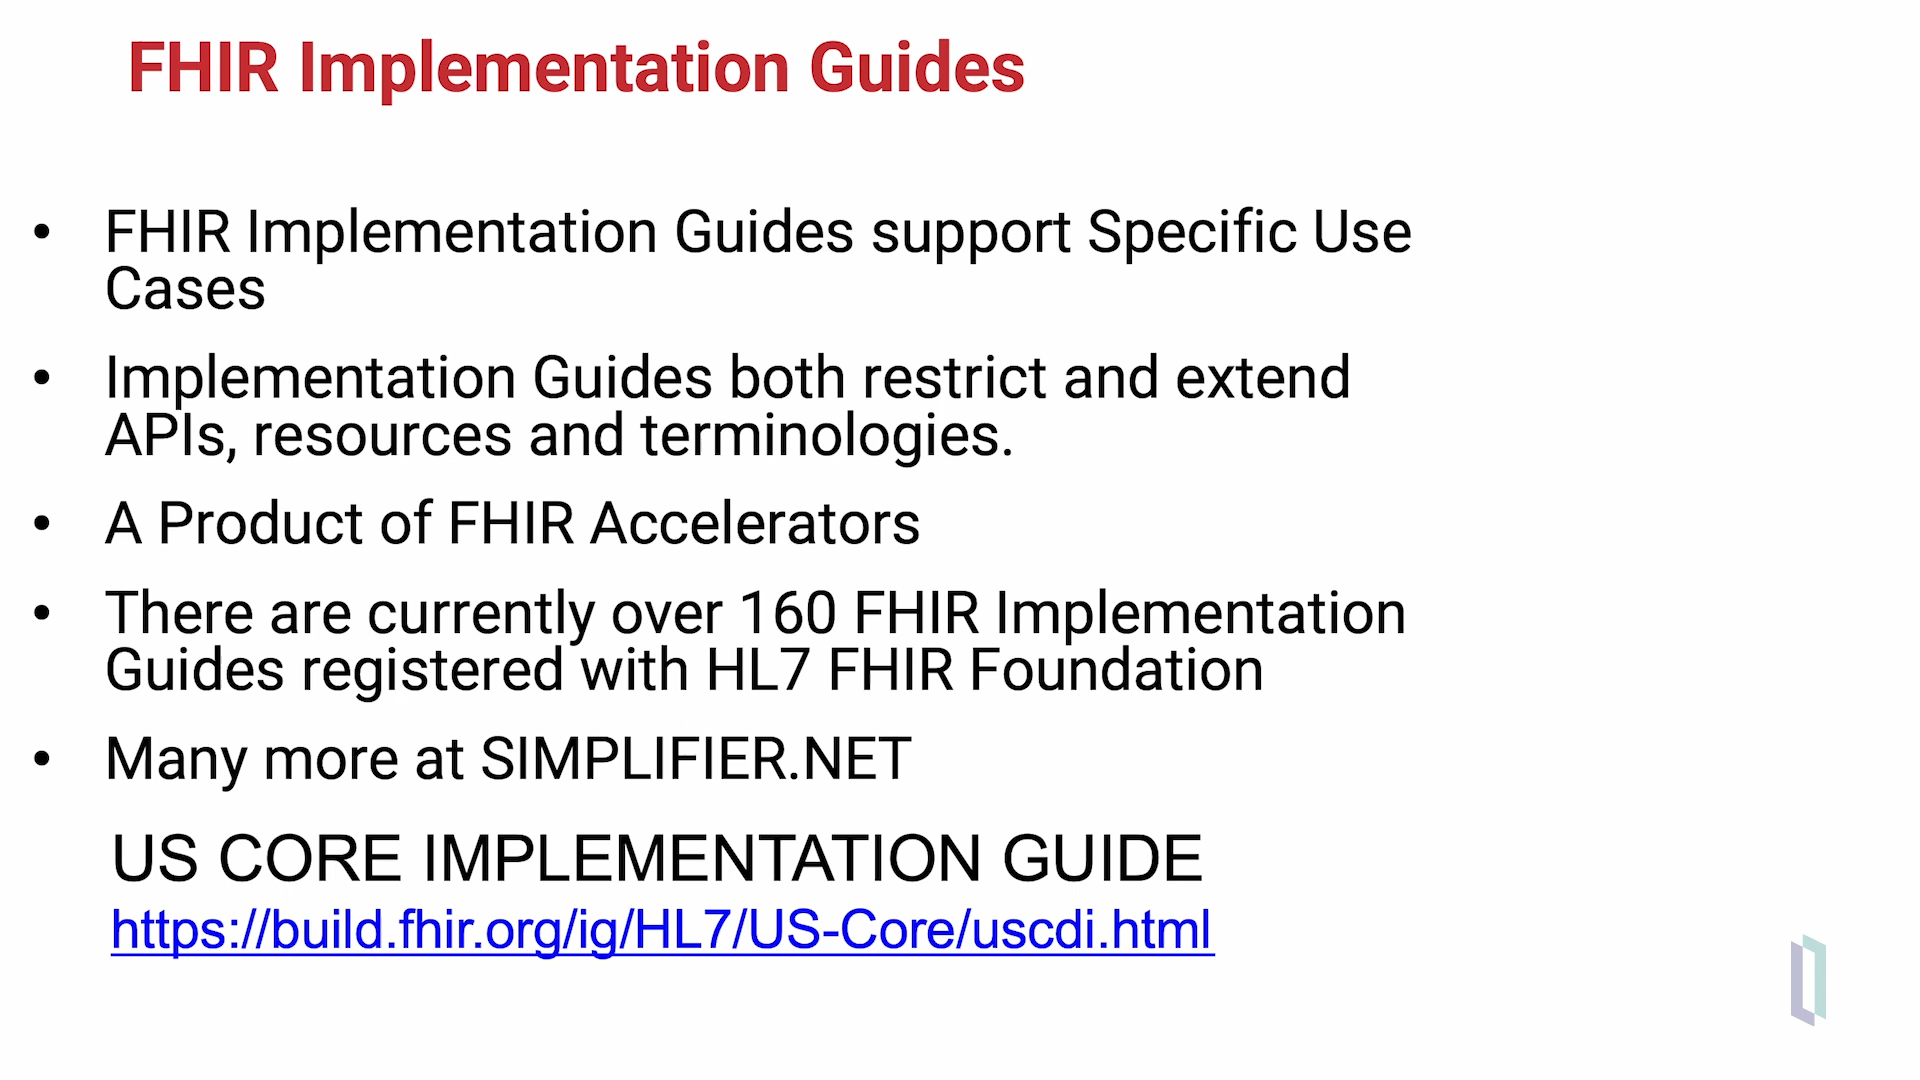 FHIR Implementation Guides
• FHIR Implementation Guides support Specific Use
Cases
• Implementation Guides both restrict and extend
APIs, resources and terminologies.
• A Product of FHIR Accelerators
• There are currently over 160 FHIR Implementation
Guides registered with HL7 FHIR Foundation
• Many more at SIMPLIFIER.NET
US CORE IMPLEMENTATION GUIDE
https://build.fhir.org/ig/HL7/US-Core/uscdi.html